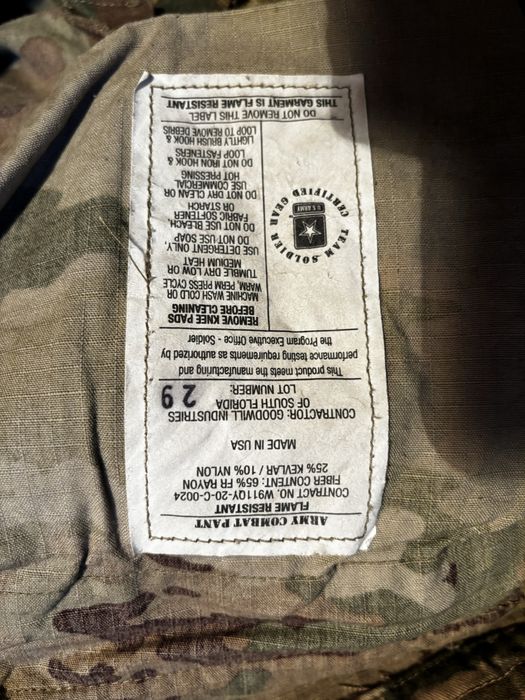 ARMY COMBAT PANT
FLAME RESISTANT
CONTRACT NO. W911QY-20-C-0024
FIBER CONTENT: 65% FR RAYON
25% KEVLAR / 10% NYLON
MADE IN USA
CONTRACTOR: GOODWILL INDUSTRIES
OF SOUTH FLORIDA
LOT NUMBER:
29
This product meets the manufacturing and
performance testing requirements as authorized by
the Program Executive Office - Soldier
REMOVE KNEE PADS
BEFORE CLEANING
MACHINE WASH COLD OR
WARM, PERM PRESS CYCLE
TUMBLE DRY LOW OR
MEDIUM HEAT
USE DETERGENT ONLY,
DO NOT USE SOAP
DO NOT USE BLEACH,
FABRIC SOFTENER
OR STACH
DO NOT DRY CLEAN OR
USE COMMERCIAL
HOT PRESSING
DO NOT IRON HOOK &
LOOP FASTENERS
LIGHTLY BRUSH HOOK &
LOOP TO REMOVE DEBRIS
TEAM SOLDIER
U.S. ARMY
CERTIFIED GEAR
DO NOT REMOVE THIS LABEL
THIS GARMENT IS FLAME RESISTANT